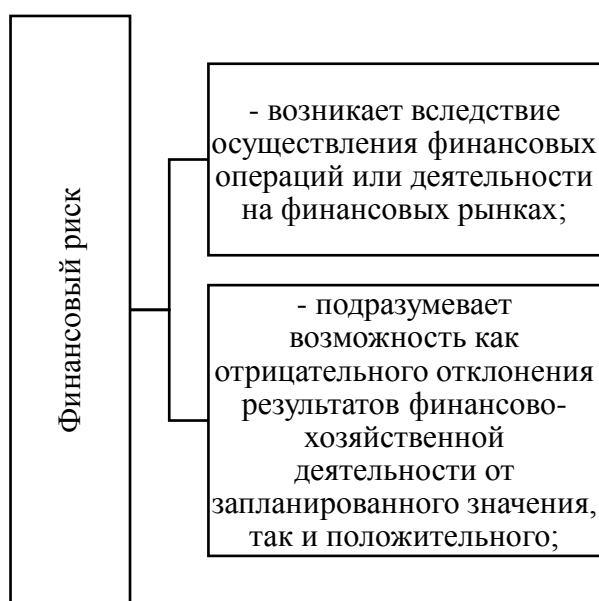 Финансовый риск
- возникает вследствие
осуществления финансовых
операций или деятельности
на финансовых рынках;
- подразумевает
возможность как
отрицательного отклонения
результатов финансово-
хозяйственной
деятельности от
запланированного значения,
так и положительного;